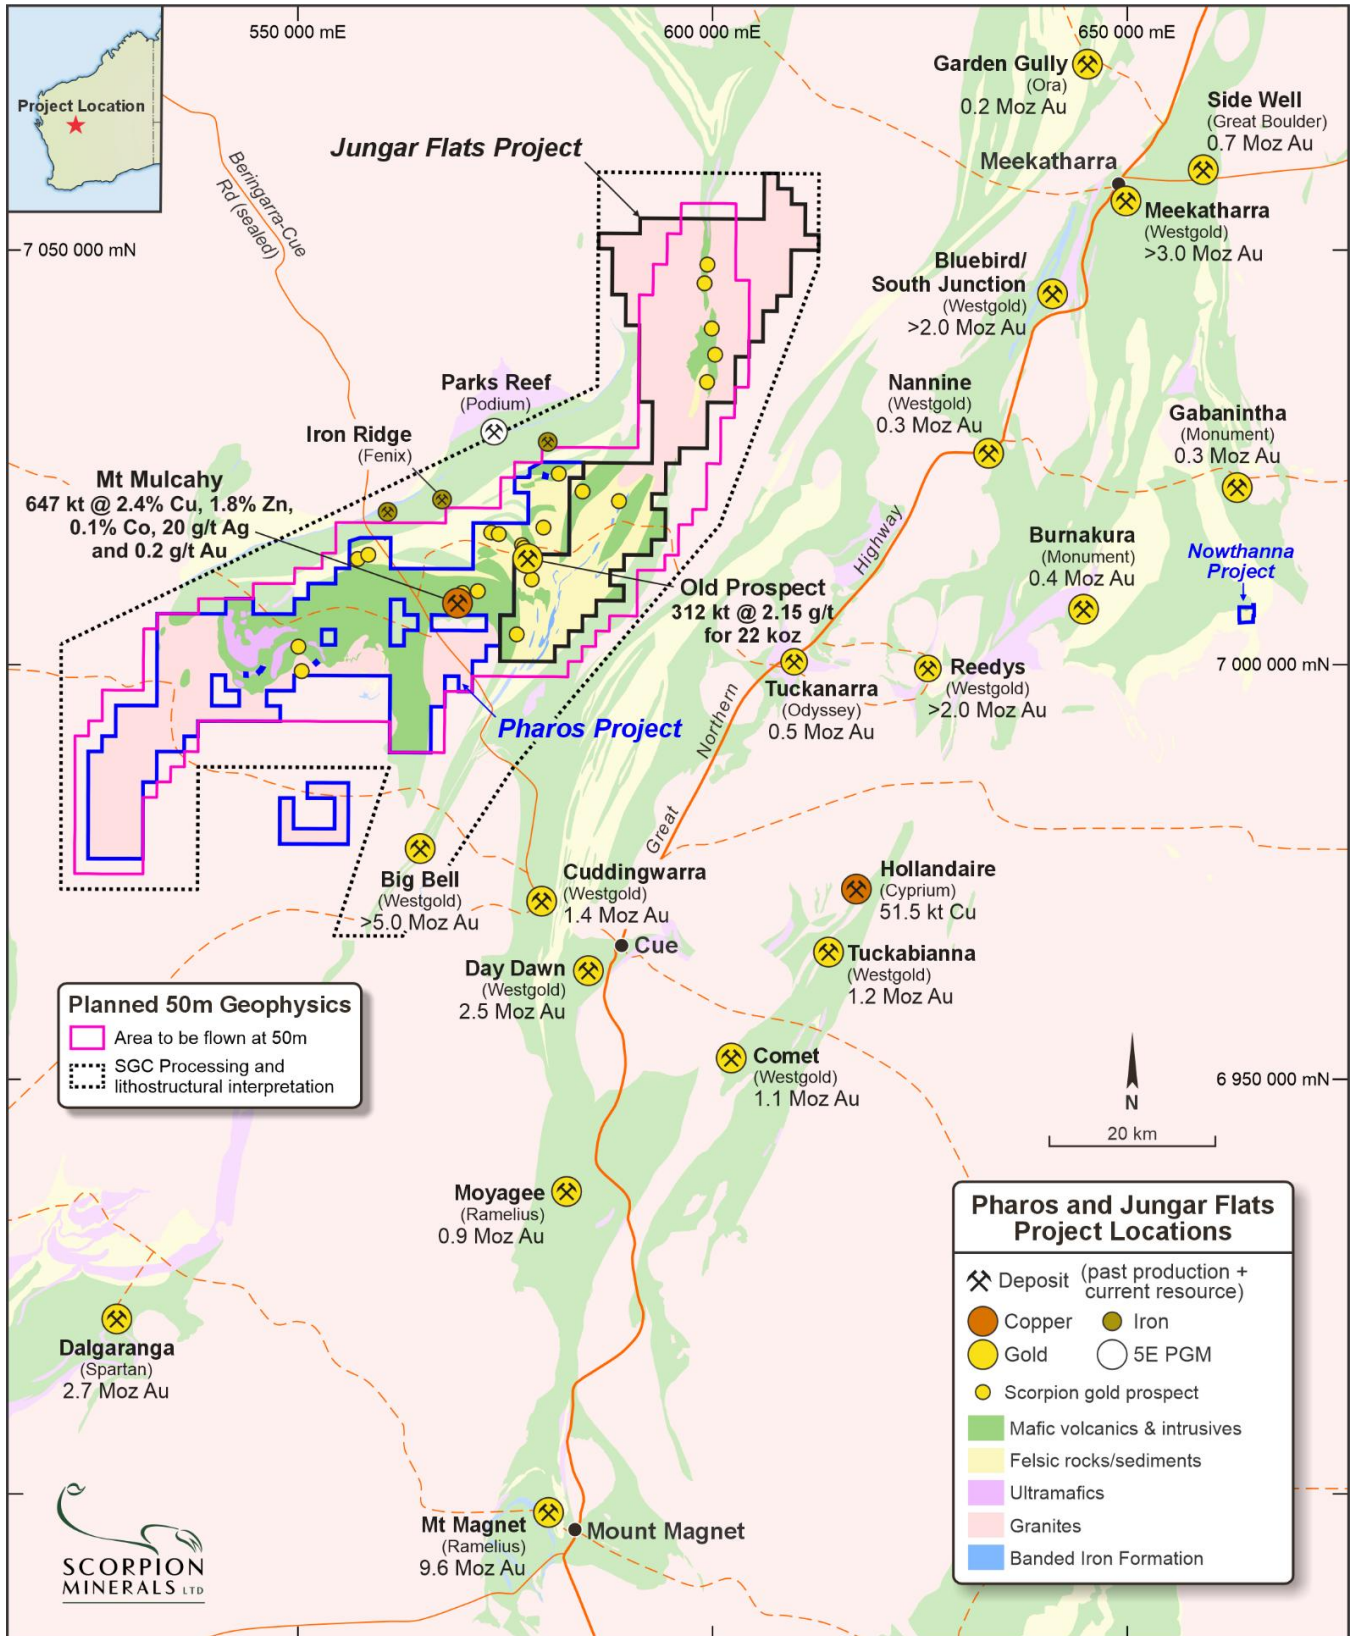 550 000 mE
600 000 mE
650 000 mE
Project Location
Beringarra-Cue
Rd (sealed)
Jungar Flats Project
Garden Gully
(Ora)
0.2 Moz Au
Side Well
(Great Boulder)
0.7 Moz Au
Meekatharra
Meekatharra
(Westgold)
>3.0 Moz Au
7 050 000 mN
Bluebird/
South Junction
(Westgold)
>2.0 Moz Au
Parks Reef
(Podium)
Nannine
(Westgold)
0.3 Moz Au
Gabanintha
(Monument)
0.3 Moz Au
Iron Ridge
(Fenix)
Mt Mulcahy
647 kt @ 2.4% Cu, 1.8% Zn,
0.1% Co, 20 g/t Ag
and 0.2 g/t Au
Highway
Burnakura
(Monument)
0.4 Moz Au
Nowthanna
Project
Old Prospect
312 kt @ 2.15 g/t
for 22 koz
7 000 000 mN
Tuckanarra
(Odyssey)
0.5 Moz Au
Reedys
(Westgold)
>2.0 Moz Au
Pharos Project
Northern
Great
Big Bell
(Westgold)
>5.0 Moz Au
Cuddingwarra
(Westgold)
1.4 Moz Au
Hollandaire
(Cyprium)
51.5 kt Cu
Cue
Day Dawn
(Westgold)
2.5 Moz Au
Tuckabianna
(Westgold)
1.2 Moz Au
Planned 50m Geophysics
Area to be flown at 50m
SGC Processing and
lithostructural interpretation
Comet
(Westgold)
1.1 Moz Au
6 950 000 mN
N
20 km
Moyagee
(Ramelius)
0.9 Moz Au
Pharos and Jungar Flats
Project Locations
Deposit (past production +
current resource)
Copper
Iron
Gold
5E PGM
Scorpion gold prospect
Mafic volcanics & intrusives
Felsic rocks/sediments
Ultramafics
Granites
Banded Iron Formation
Dalgaranga
(Spartan)
2.7 Moz Au
Mt Magnet
(Ramelius)
9.6 Moz Au
Mount Magnet
SCORPION
MINERALS LTD